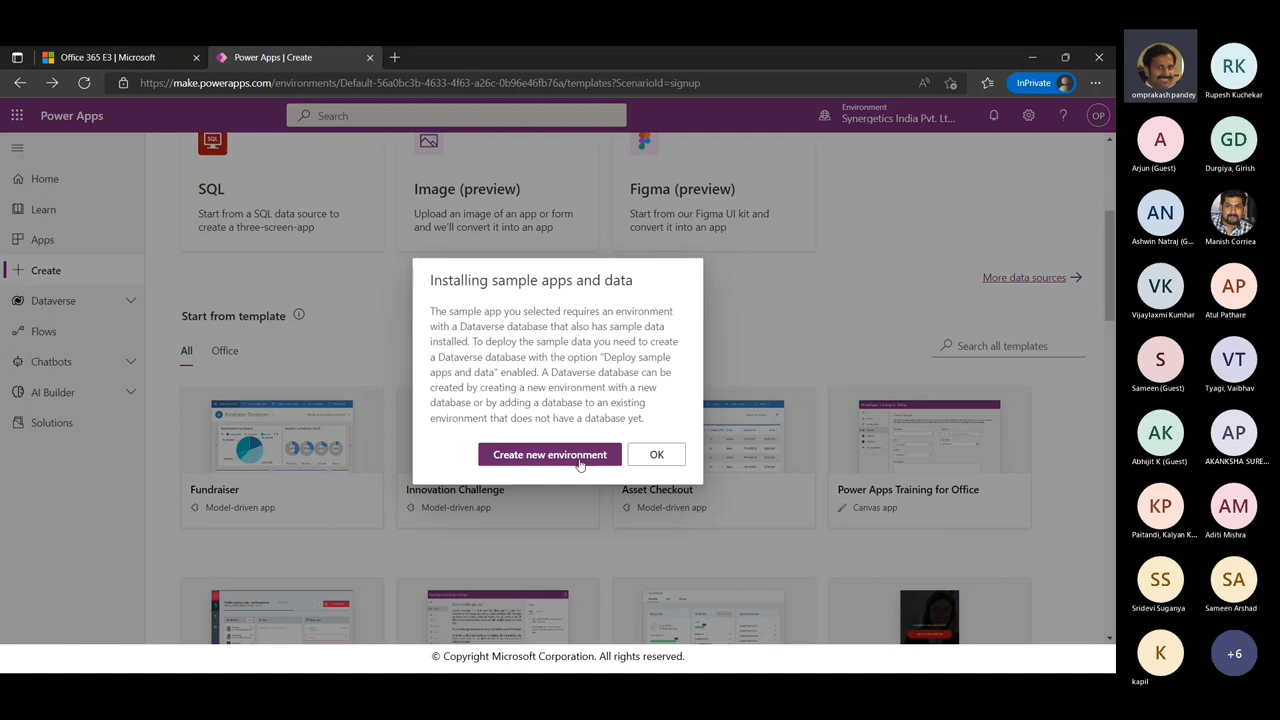 Office 365 E3 | Microsoft
Power Apps | Create
https://make.powerapps.com/environments/Default-56a0bc3b-4633-4f63-a26c-0b96e46fb76a/templates?ScenarioId=signup
InPrivate
Power Apps
Search
Environment
Synergetics India Pvt. Lt...
OP
Home
Learn
Apps
Create
Dataverse
Flows
Chatbots
AI Builder
Solutions
SQL
SQL
Start from a SQL data source to
create a three-screen-app
Image (preview)
Upload an image of an app or form
and we'll convert it into an app
Figma (preview)
Start from our Figma UI kit and
convert it into an app
More data sources
Start from template
All
Office
Search all templates
Installing sample apps and data
The sample app you selected requires an environment
with a Dataverse database that also has sample data
installed. To deploy the sample data you need to create
a Dataverse database with the option "Deploy sample
apps and data" enabled. A Dataverse database can be
created by creating a new environment with a new
database or by adding a database to an existing
environment that does not have a database yet.
Create new environment
OK
Fundraiser
Model-driven app
Innovation Challenge
Model-driven app
Asset Checkout
Model-driven app
Power Apps Training for Office
Canvas app
© Copyright Microsoft Corporation. All rights reserved.
omprakash pandey
RK
Rupesh Kuchekar
A
Arjun (Guest)
GD
Durgiya, Girish
AN
Ashwin Natraj (G...
Manish Corriea
VK
Vijaylaxmi Kumhar
AP
Atul Pathare
S
Sameen (Guest)
VT
Tyagi, Vaibhav
AK
Abhijit K (Guest)
AP
AKANKSHA SURE...
KP
Paitandi, Kalyan K...
AM
Aditi Mishra
SS
Sridevi Suganya
SA
Sameen Arshad
K
kapil
+6